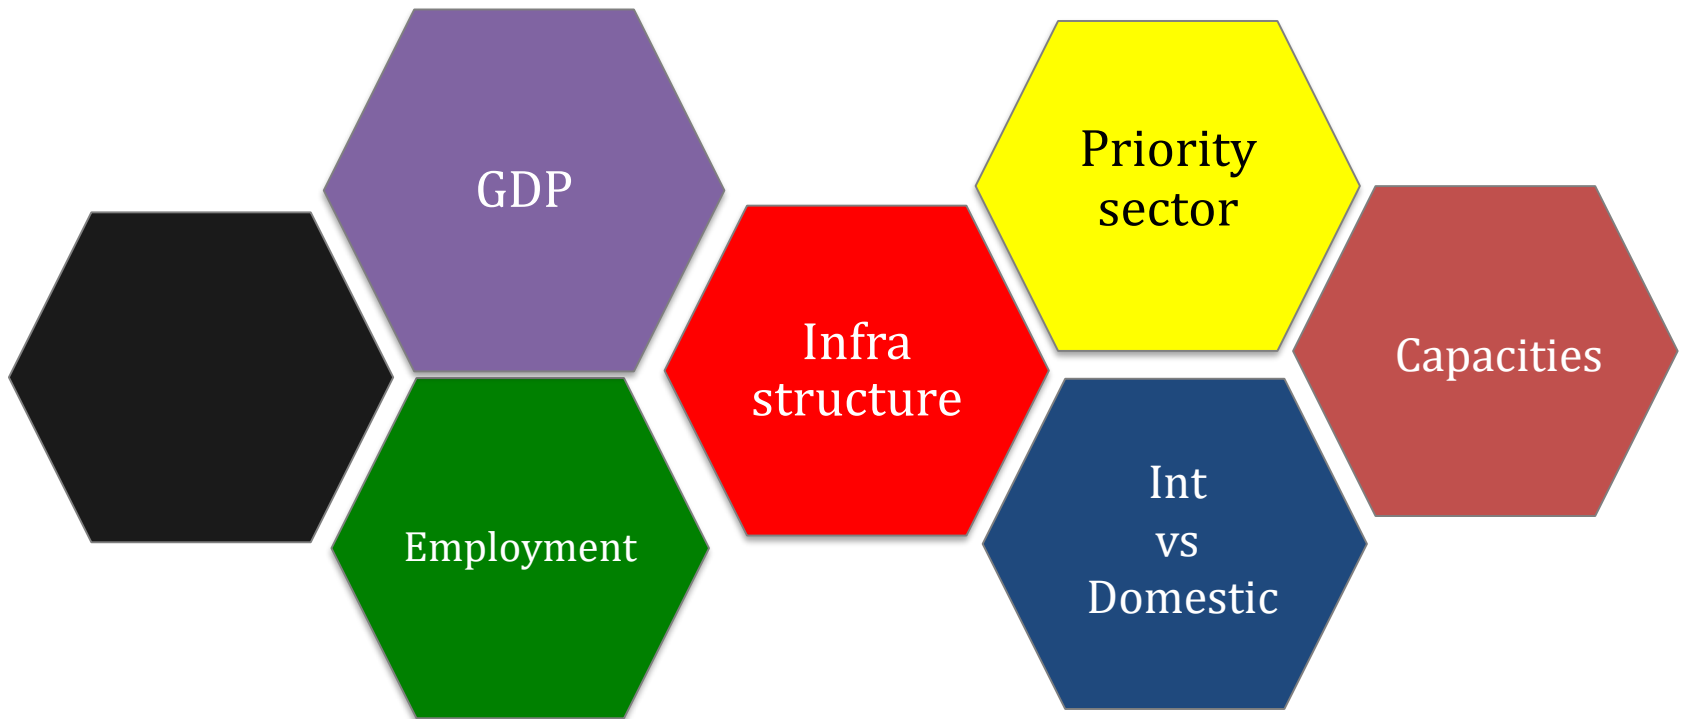 GDP
Employment
Infra
structure
Priority
sector
Int
vs
Domestic
Capacities